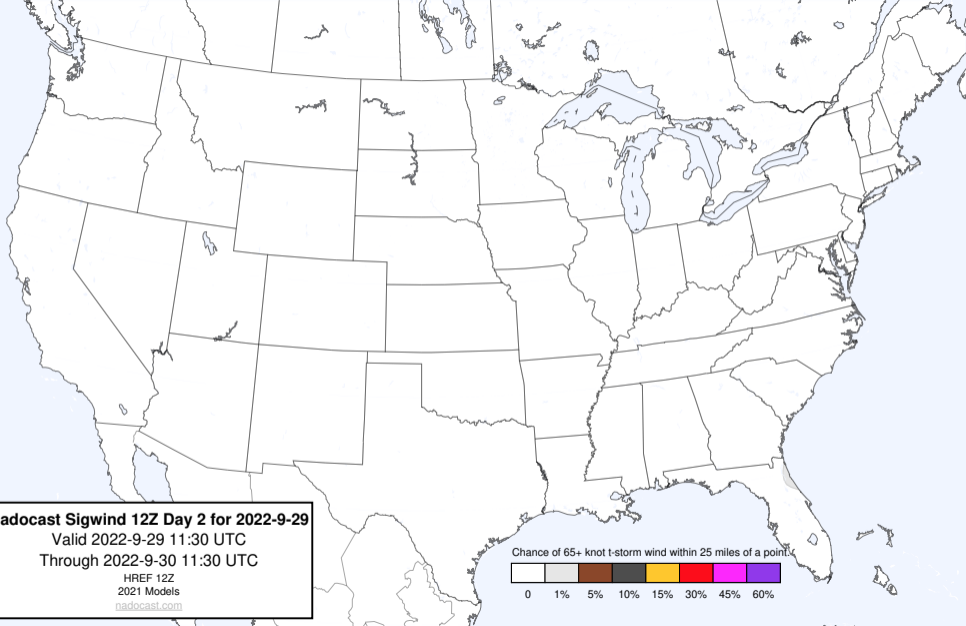 adocast Sigwind 12Z Day 2 for 2022-9-29
Valid 2022-9-29 11:30 UTC
Through 2022-9-30 11:30 UTC
HREF 12Z
2021 Models
nadocast.com
Chance of 65+ knot t-storm wind within 25 miles of a point.
0 1% 5% 10% 15% 30% 45% 60%